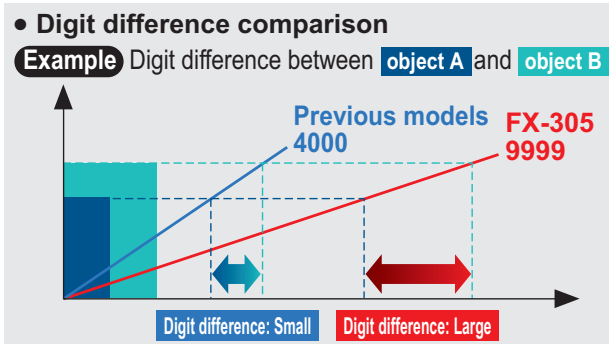 • Digit difference comparison
Example Digit difference between object A and object B
Previous models
4000
FX-305
9999
Digit difference: Small
Digit difference: Large